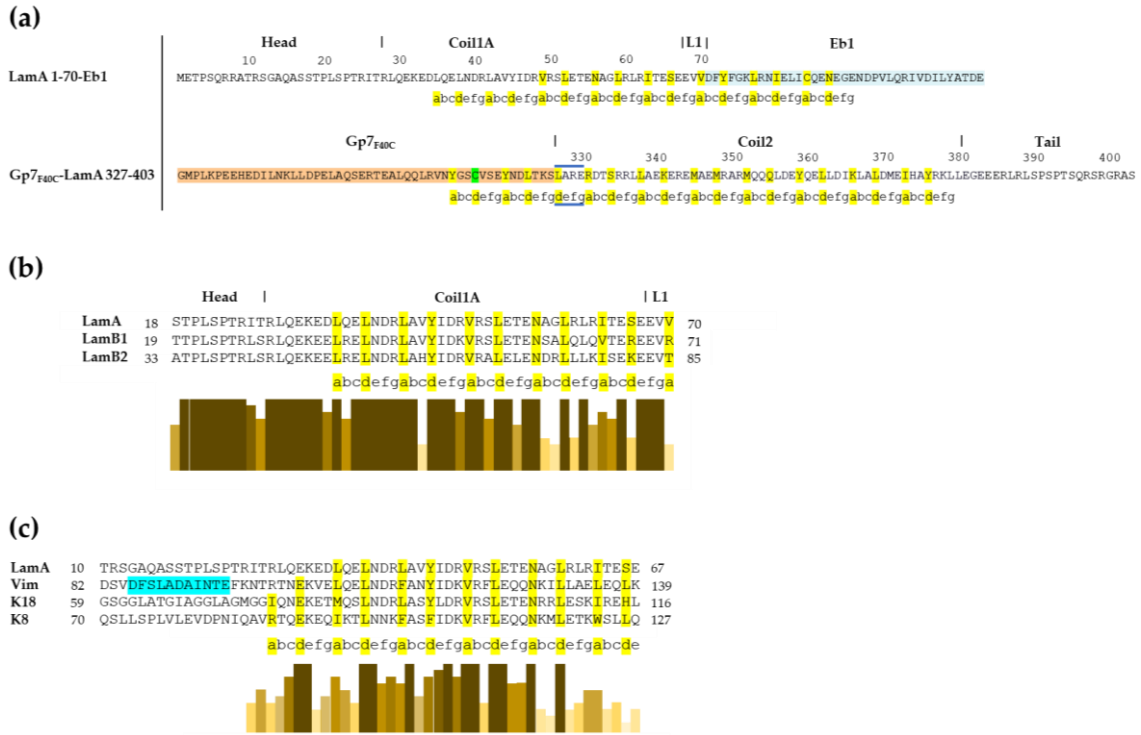 (a)
Head | Coil1A | L1 | Eb1
10 20 30 40 50 60 70
LamA 1-70-Eb1 METPSQRRATRSGAQASSTPLSPTRITRLQEKEDLQELNDRLAVYIDRVRSLETENAGLRLRITESEEVVDFYFGKLRNIELICQENEGENDPVLQRIVDILYATDE
abcdefgabcdefgabcdefgabcdefgabcdefgabcdefgabcdefgabcdefg
Gp7F40C | Coil2 | Tail
330 340 350 360 370 380 390 400
Gp7F40C-LamA 327-403 GMPLKPEEHEDILNKLLDPELAQSERTEALQQLRVNYGSCVSEYNDLTKSLARERDTSRRLLAEKEREMAEMRARMQQQLDEYQELLDIKLALDMEIHAYRKLLEGEEERLRLSPSPTSQRSRGRAS
abcdefgabcdefgdefgabcdefgabcdefgabcdefgabcdefgabcdefgabcdefgabcdefg
(b)
Head | Coil1A | L1
LamA 18 STPLSPTRITRLQEKEDLQELNDRLAVYIDRVRSLETENAGLRLRITESEEVV 70
LamB1 19 TTPLSPTRLSRLQEKEELRELNDRLAVYIDKVRSLETENSALQLQVTEREEVR 71
LamB2 33 ATPLSPTRLSRLQEKEELRELNDRLAHYIDRVRALELENDRLLLKISEKEEVT 85
abcdefgabcdefgabcdefgabcdefgabcdefga
(c)
LamA 10 TRSGAQASSTPLSPTRITRLQEKEDLQELNDRLAVYIDRVRSLETENAGLRLRITESE 67
Vim 82 DSVDFSLADAINTEFKNTRTNEKVELQELNDRFANYIDKVRFLEQQNKILLAELEQLK 139
K18 59 GSGGLATGIAGGLAGMGGIQNEKETMQSLNDRLASYLDRVRSLETENRRLESKIREHL 116
K8 70 QSLLSPLVLEVDPNIQAVRTQEKEQIKTLNNKFASFIDKVRFLEQQNKMLETKWSLLQ 127
abcdefgabcdefgabcdefgabcdefgabcdefgabcde